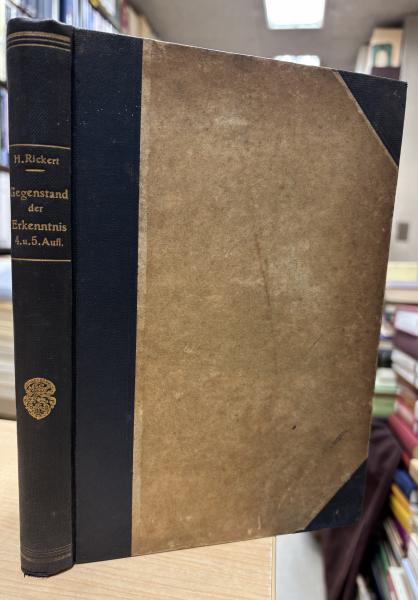 H. Rickert
Gegenstand
der
Erkenntnis
4. u. 5. Aufl.